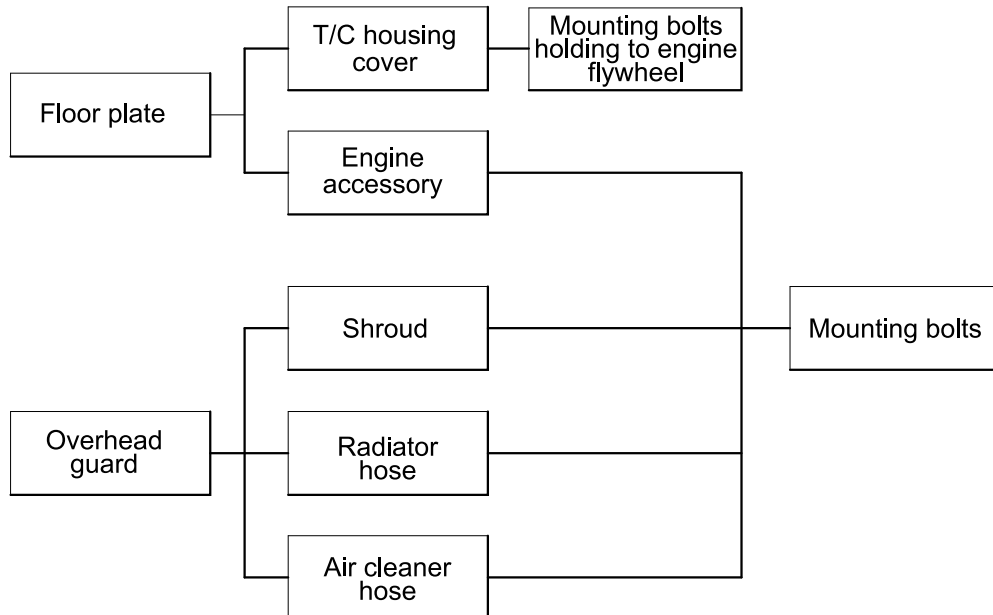 T/C housing
cover
Mounting bolts
holding to engine
flywheel
Floor plate
Engine
accessory
Shroud
Mounting bolts
Overhead
guard
Radiator
hose
Air cleaner
hose